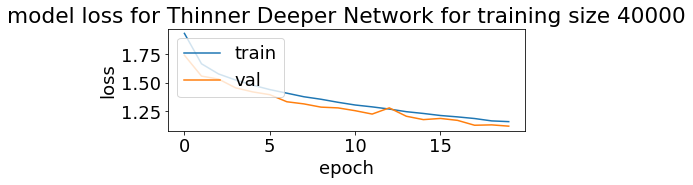 model loss for Thinner Deeper Network for training size 40000
1.75
1.50
1.25
loss
train
val
0
5
10
15
epoch